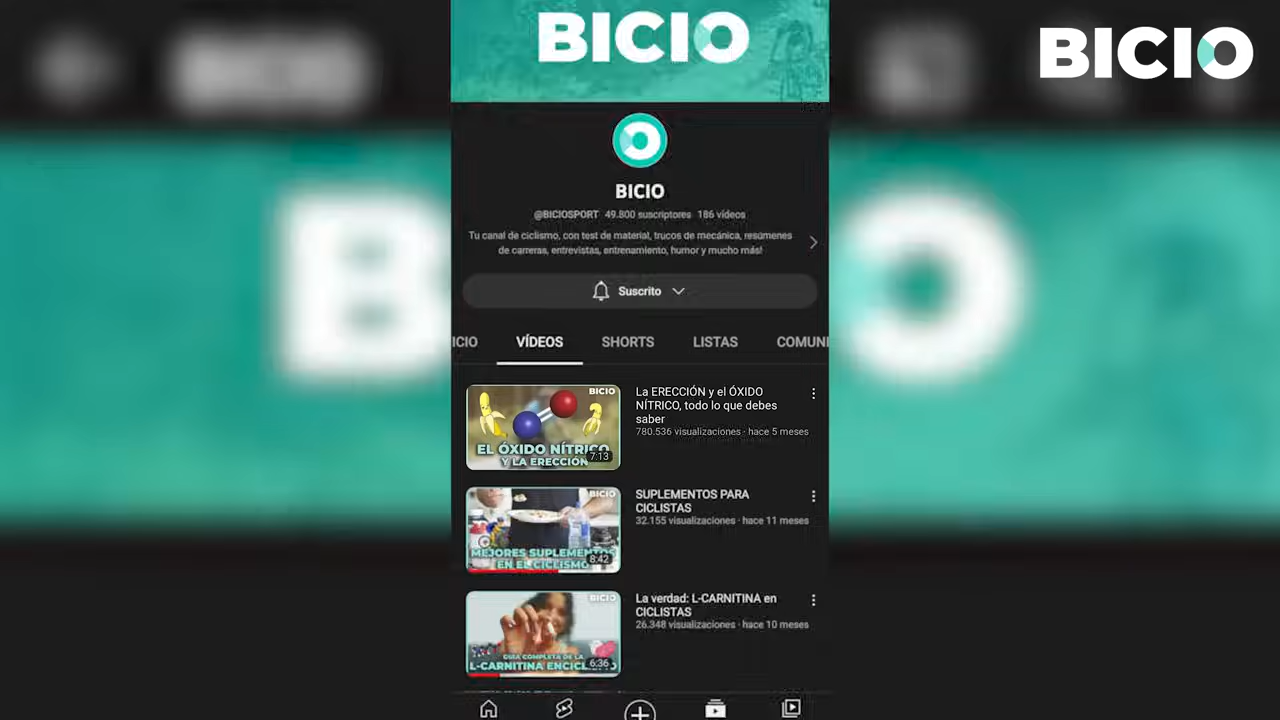 BICIO
BICIO
BICIO
@BICIOSPORT 49.800 suscriptores 186 vídeos
Tu canal de ciclismo, con test de material, trucos de mecánica, resúmenes
de carreras, entrevistas, entrenamiento, humor y mucho más!
Suscrito
ICIO VÍDEOS SHORTS LISTAS COMUNI
BICIO
EL ÓXIDO NÍTRICO
Y LA ERECCIÓN
7:13
La ERECCIÓN y el ÓXIDO
NÍTRICO, todo lo que debes
saber
780.536 visualizaciones · hace 5 meses
BICIO
MEJORES SUPLEMENTOS
EN EL CICLISMO
8:42
SUPLEMENTOS PARA
CICLISTAS
32.155 visualizaciones · hace 11 meses
BICIO
GUIA COMPLETA DE LA
L-CARNITINA EN
6:36
La verdad: L-CARNITINA en
CICLISTAS
26.348 visualizaciones · hace 10 meses